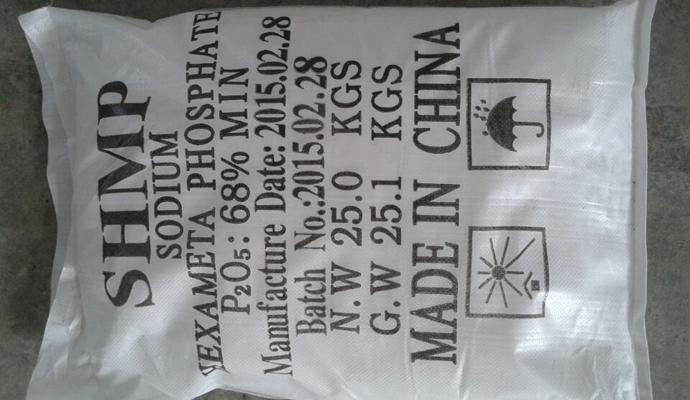 SHMP
SODIUM
HEXAMETA PHOSPHATE
P₂O₅: 68% MIN
Manufacture Date: 2015.02.28
Batch No.:2015.02.28
N.W 25.0 KGS
G.W 25.1 KGS
MADE IN CHINA